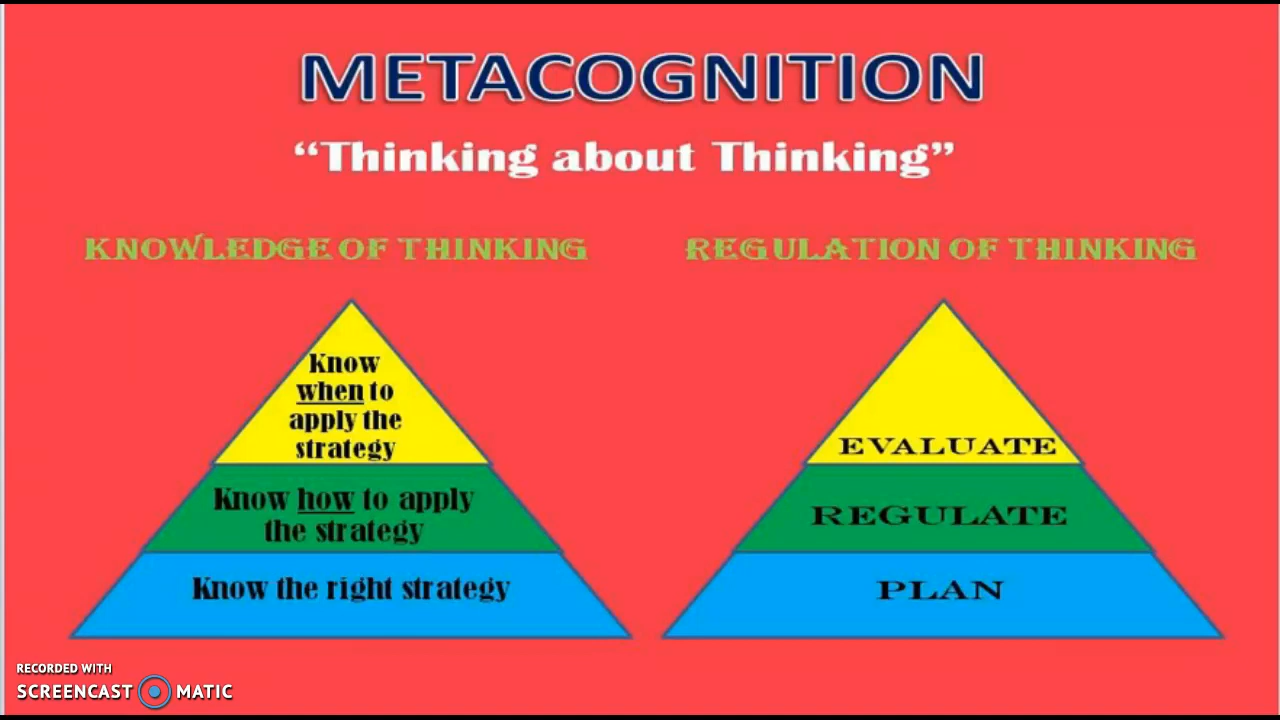 METACOGNITION
“Thinking about Thinking”
KNOWLEDGE OF THINKING
REGULATION OF THINKING
Know
when to
apply the
strategy
Know how to apply
the strategy
Know the right strategy
EVALUATE
REGULATE
PLAN
RECORDED WITH
SCREENCAST MATIC